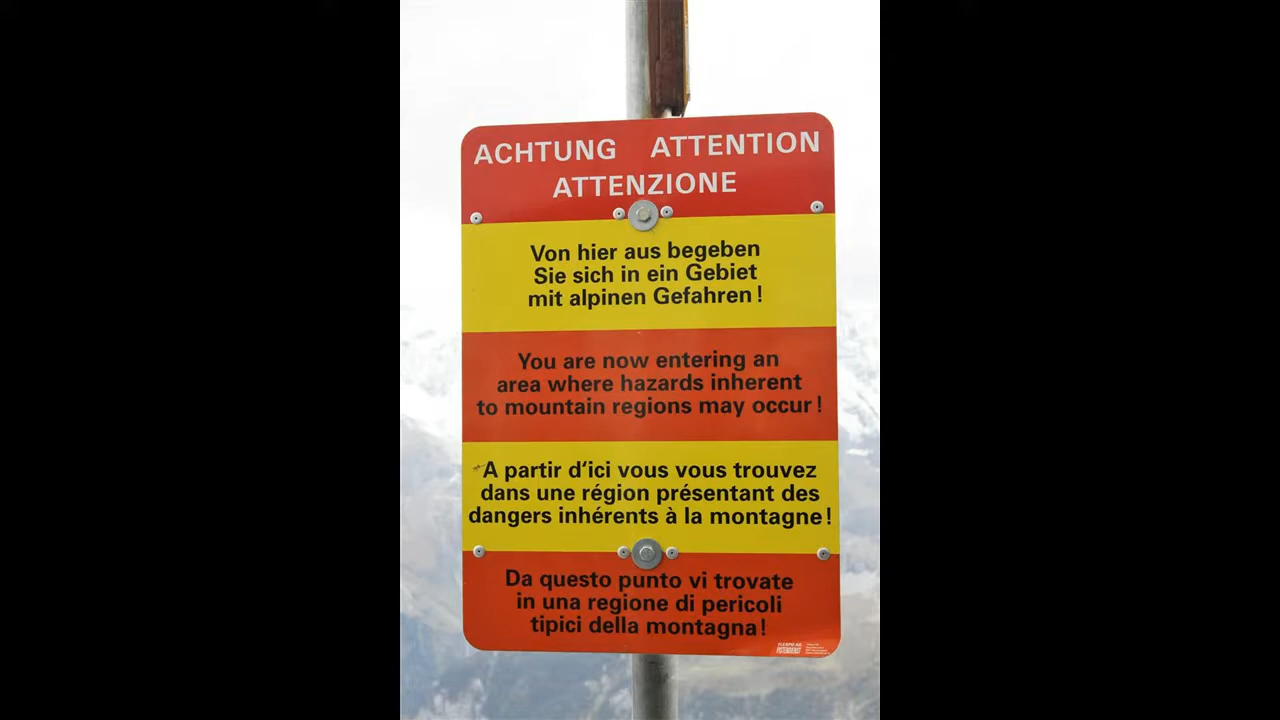 ACHTUNG ATTENTION
ATTENZIONE
Von hier aus begeben
Sie sich in ein Gebiet
mit alpinen Gefahren!
You are now entering an
area where hazards inherent
to mountain regions may occur!
A partir d'ici vous vous trouvez
dans une région présentant des
dangers inhérents à la montagne!
Da questo punto vi trovate
in una regione di pericoli
tipici della montagna!